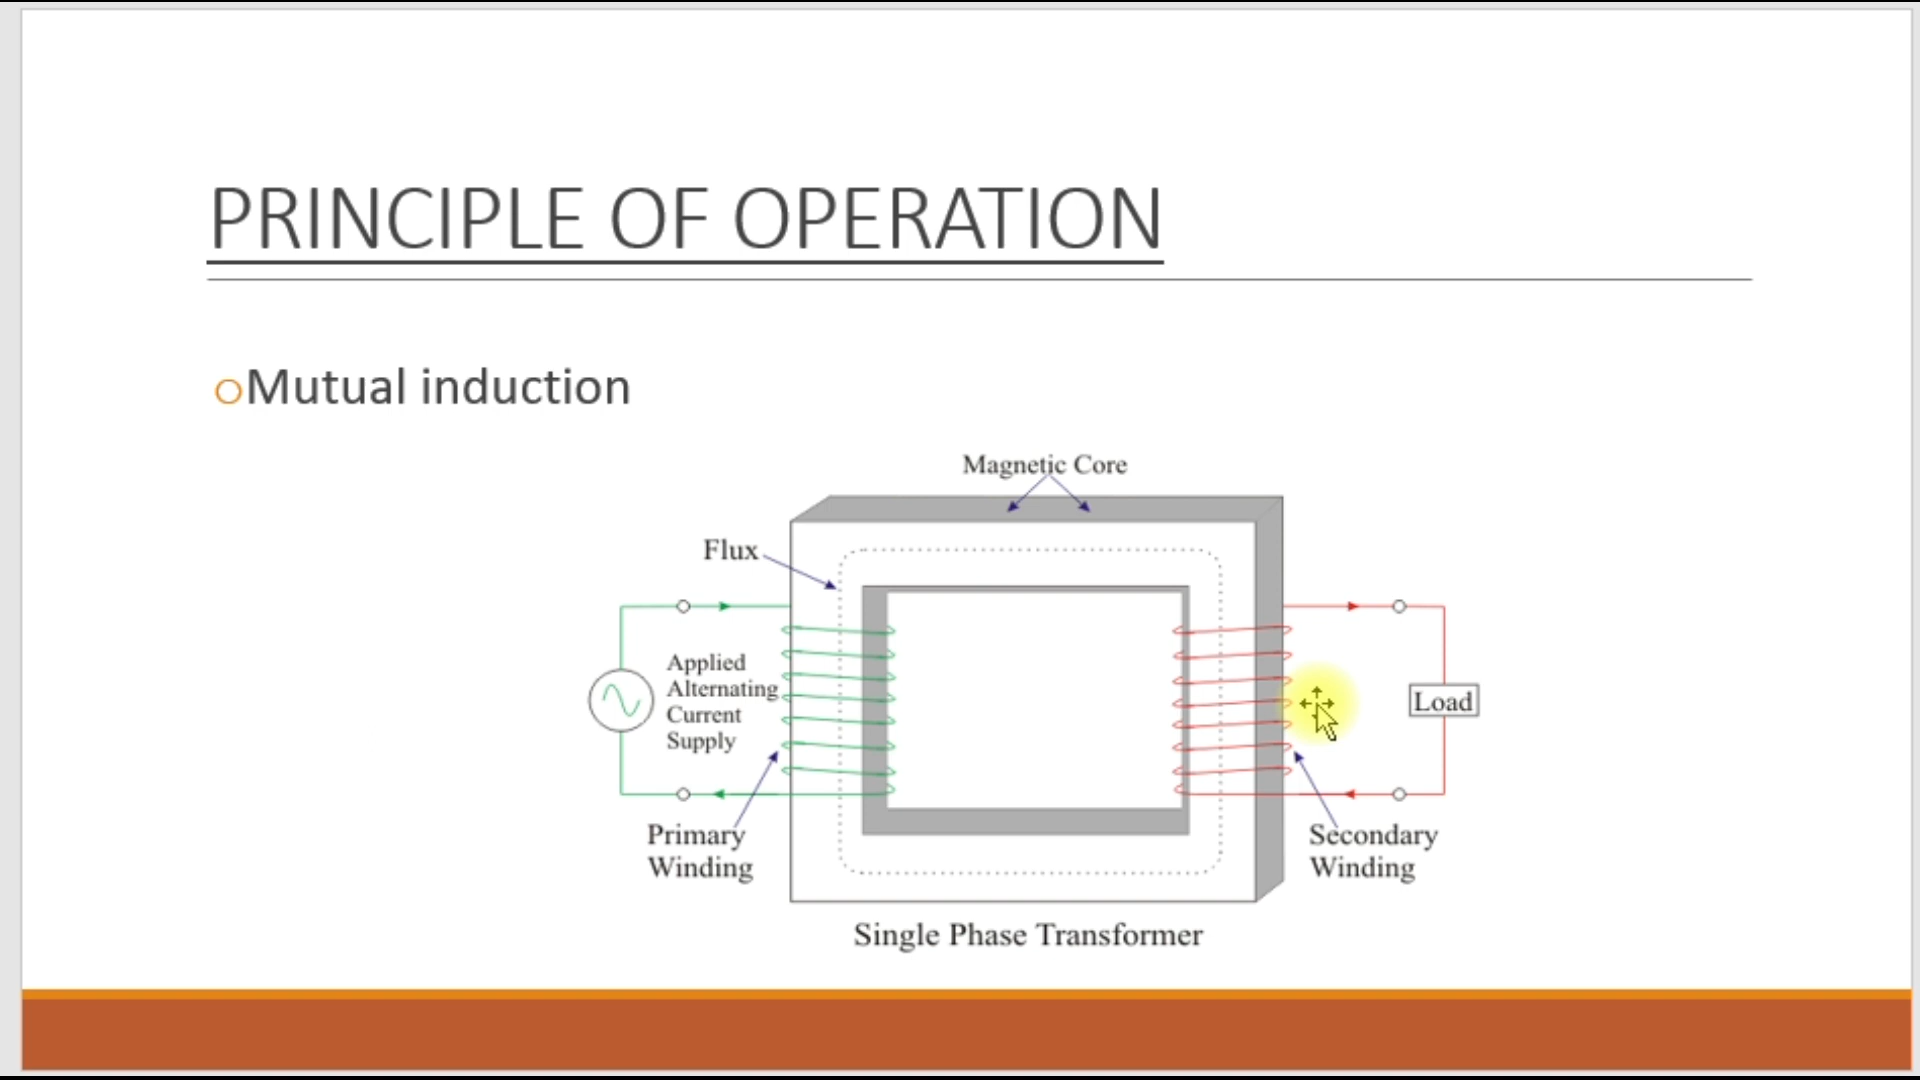 PRINCIPLE OF OPERATION
Mutual induction
Magnetic Core
Flux
Applied
Alternating
Current
Supply
Load
Primary
Winding
Secondary
Winding
Single Phase Transformer